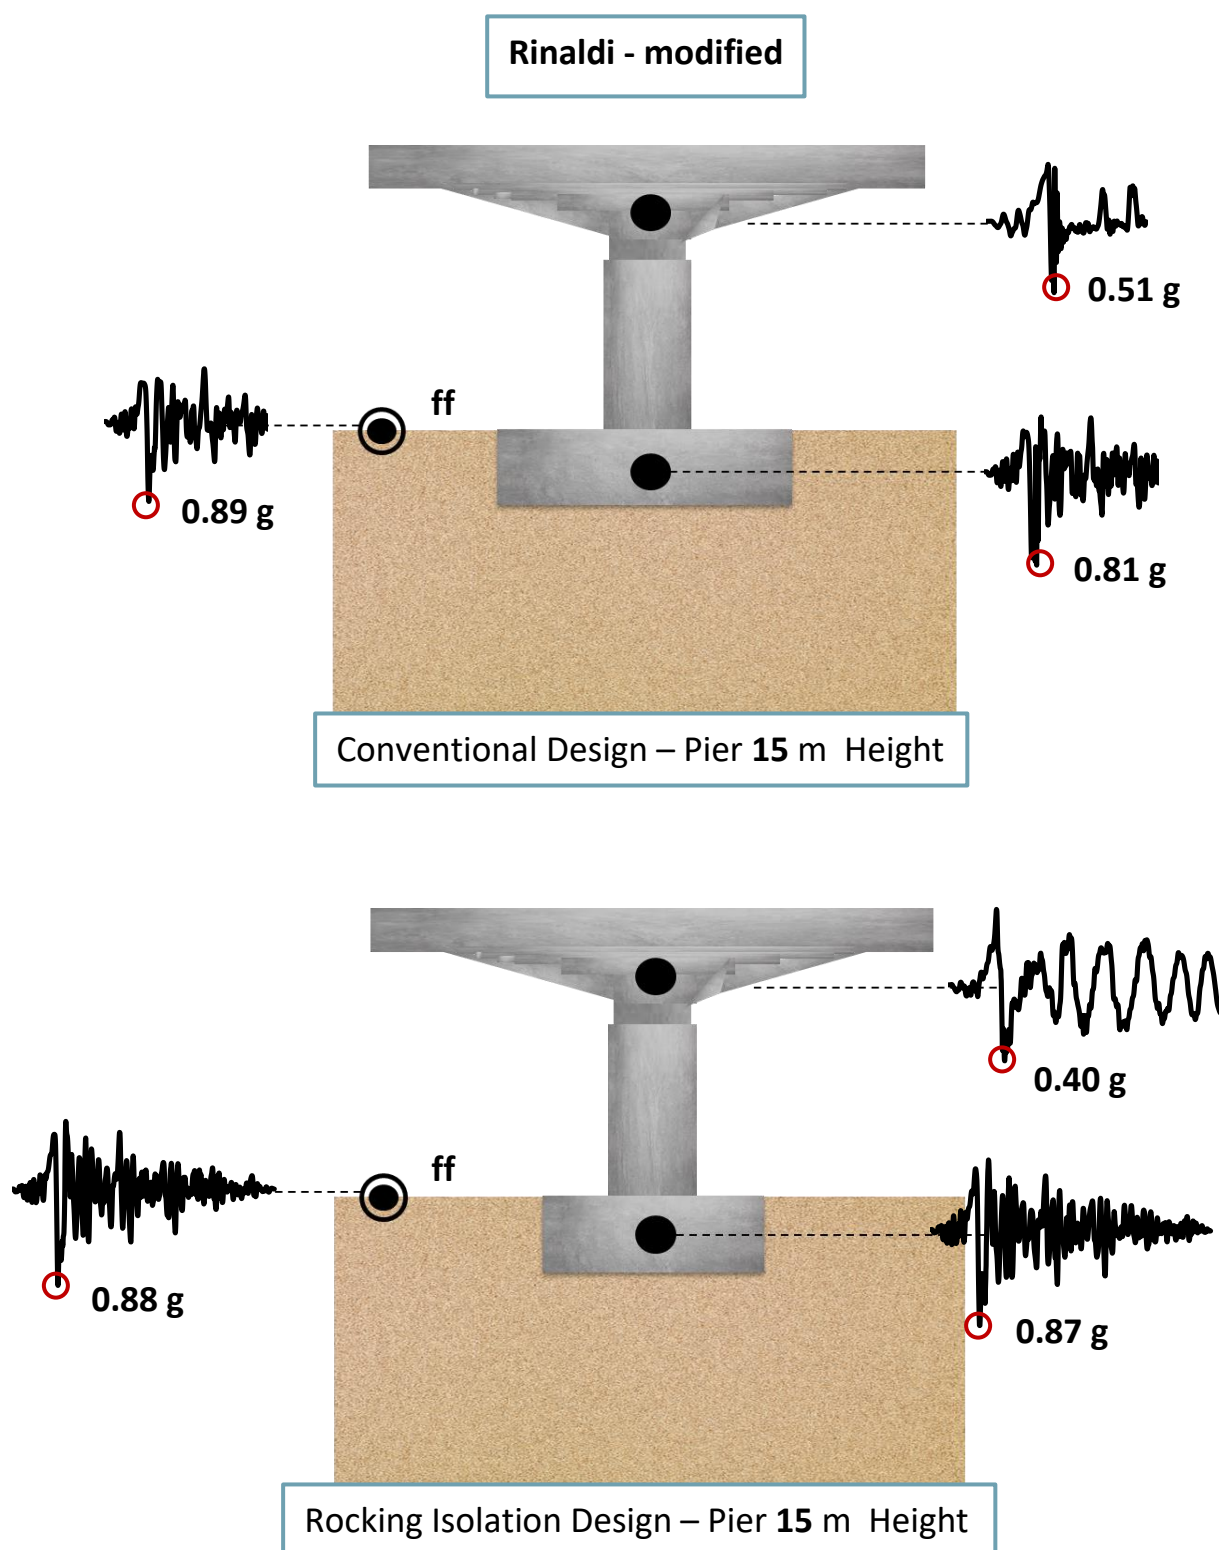 Rinaldi - modified
0.51 g
ff
0.89 g
0.81 g
Conventional Design – Pier 15 m Height
0.40 g
ff
0.88 g
0.87 g
Rocking Isolation Design – Pier 15 m Height